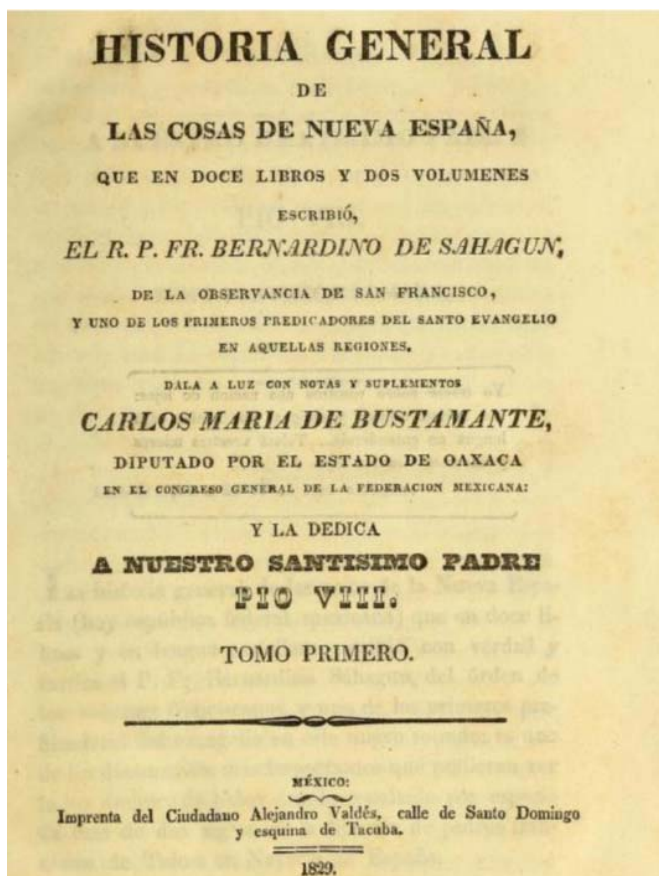 HISTORIA GENERAL
DE
LAS COSAS DE NUEVA ESPAÑA,
QUE EN DOCE LIBROS Y DOS VOLUMENES
ESCRIBIÓ,
EL R. P. FR. BERNARDINO DE SAHAGUN,
DE LA OBSERVANCIA DE SAN FRANCISCO,
Y UNO DE LOS PRIMEROS PREDICADORES DEL SANTO EVANGELIO
EN AQUELLAS REGIONES.
DALA A LUZ CON NOTAS Y SUPLEMENTOS
CARLOS MARIA DE BUSTAMANTE,
DIPUTADO POR EL ESTADO DE OAXACA
EN EL CONGRESO GENERAL DE LA FEDERACION MEXICANA:
Y LA DEDICA
A NUESTRO SANTISIMO PADRE
PIO VIII.
TOMO PRIMERO.
MÉXICO:
Imprenta del Ciudadano Alejandro Valdés, calle de Santo Domingo
y esquina de Tacuba.
1829.